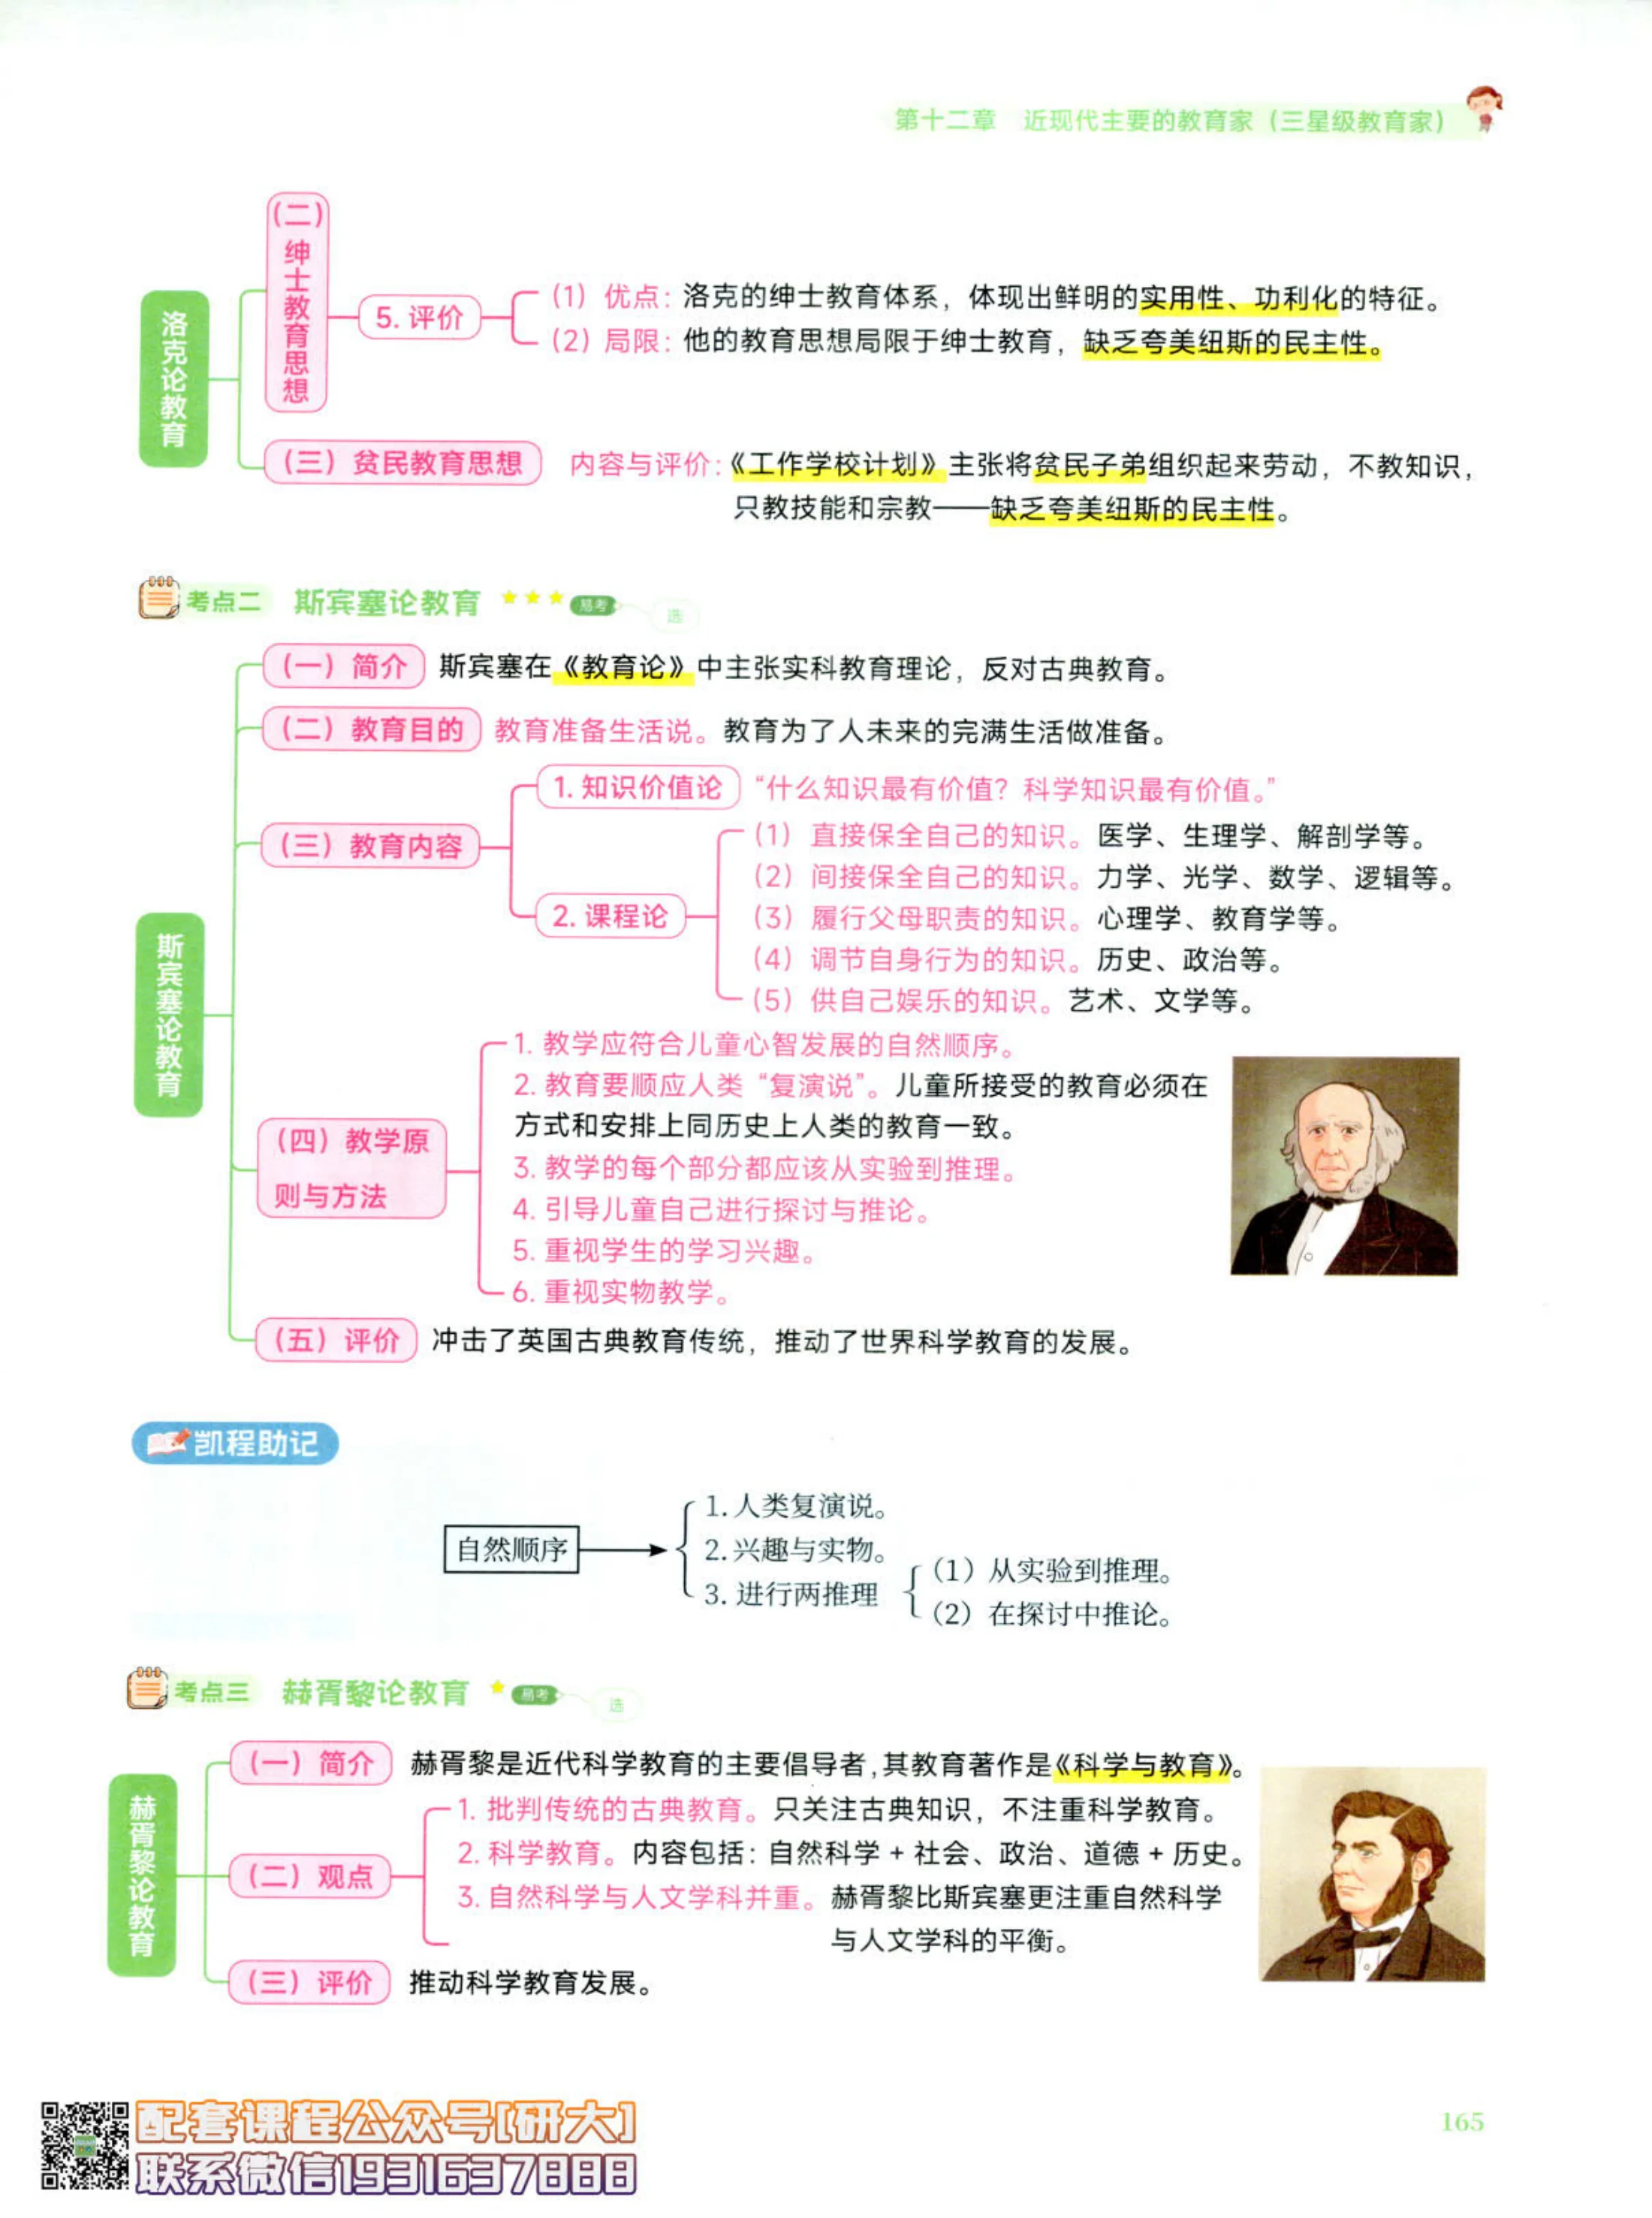 第十二章 近现代主要的教育家（三星级教育家）
洛克论教育
（二）绅士教育思想
5. 评价
（1）优点：洛克的绅士教育体系，体现出鲜明的实用性、功利化的特征。
（2）局限：他的教育思想局限于绅士教育，缺乏夸美纽斯的民主性。
（三）贫民教育思想 内容与评价：《工作学校计划》主张将贫民子弟组织起来劳动，不教知识，
只教技能和宗教——缺乏夸美纽斯的民主性。
考点二 斯宾塞论教育 易考 选
斯宾塞论教育
（一）简介 斯宾塞在《教育论》中主张实科教育理论，反对古典教育。
（二）教育目的 教育准备生活说。教育为了人未来的完满生活做准备。
（三）教育内容
1. 知识价值论 “什么知识最有价值？科学知识最有价值。”
2. 课程论
（1）直接保全自己的知识。医学、生理学、解剖学等。
（2）间接保全自己的知识。力学、光学、数学、逻辑等。
（3）履行父母职责的知识。心理学、教育学等。
（4）调节自身行为的知识。历史、政治等。
（5）供自己娱乐的知识。艺术、文学等。
（四）教学原
则与方法
1. 教学应符合儿童心智发展的自然顺序。
2. 教育要顺应人类“复演说”。儿童所接受的教育必须在
方式和安排上同历史上人类的教育一致。
3. 教学的每个部分都应该从实验到推理。
4. 引导儿童自己进行探讨与推论。
5. 重视学生的学习兴趣。
6. 重视实物教学。
（五）评价 冲击了英国古典教育传统，推动了世界科学教育的发展。
凯程助记
自然顺序
1. 人类复演说。
2. 兴趣与实物。
3. 进行两推理
（1）从实验到推理。
（2）在探讨中推论。
考点三 赫胥黎论教育 易考 选
赫胥黎论教育
（一）简介 赫胥黎是近代科学教育的主要倡导者,其教育著作是《科学与教育》。
（二）观点
1. 批判传统的古典教育。只关注古典知识，不注重科学教育。
2. 科学教育。内容包括：自然科学 + 社会、政治、道德 + 历史。
3. 自然科学与人文学科并重。赫胥黎比斯宾塞更注重自然科学
与人文学科的平衡。
（三）评价 推动科学教育发展。
配套课程公众号[研大]
联系微信1931637888
165